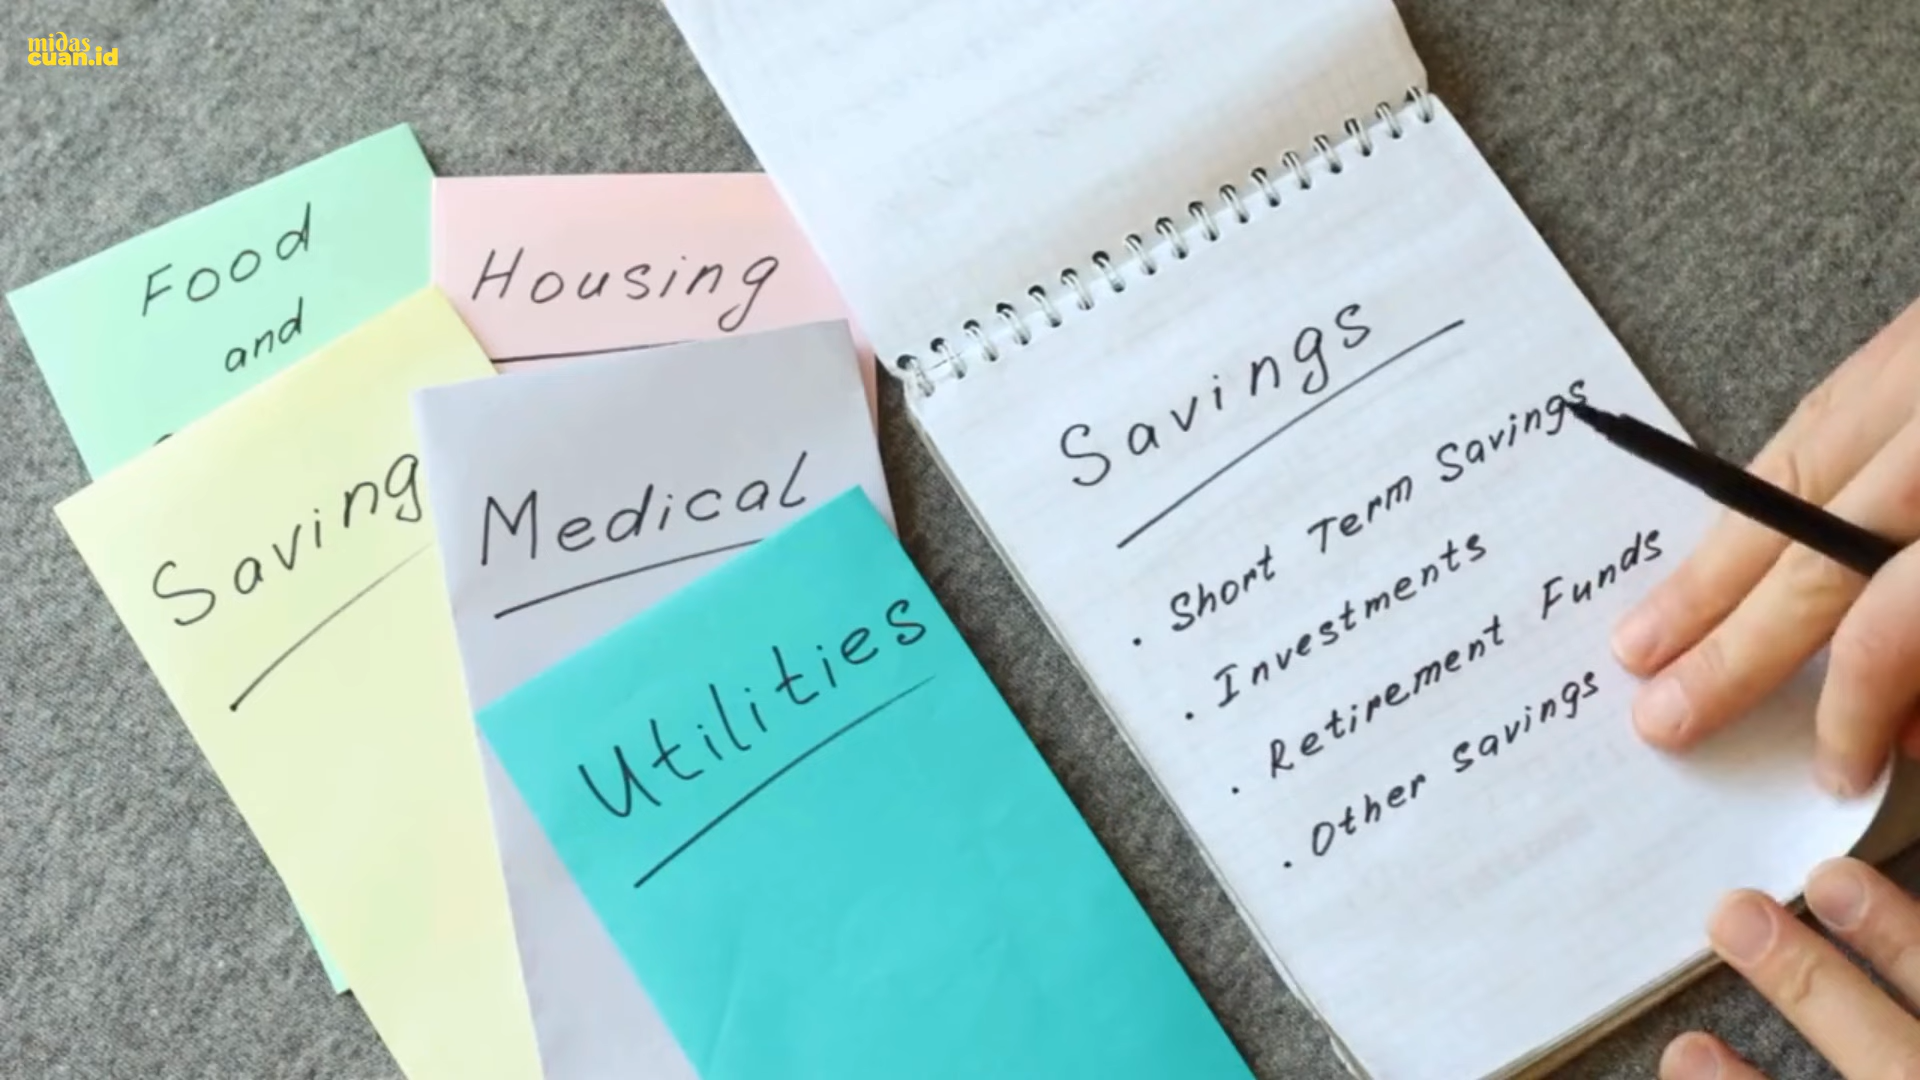 midas
cuan.id
Food
and
Housing
Saving
Medical
Utilities
Savings
. Short Term Savings
. Investments
. Retirement Funds
. Other savings